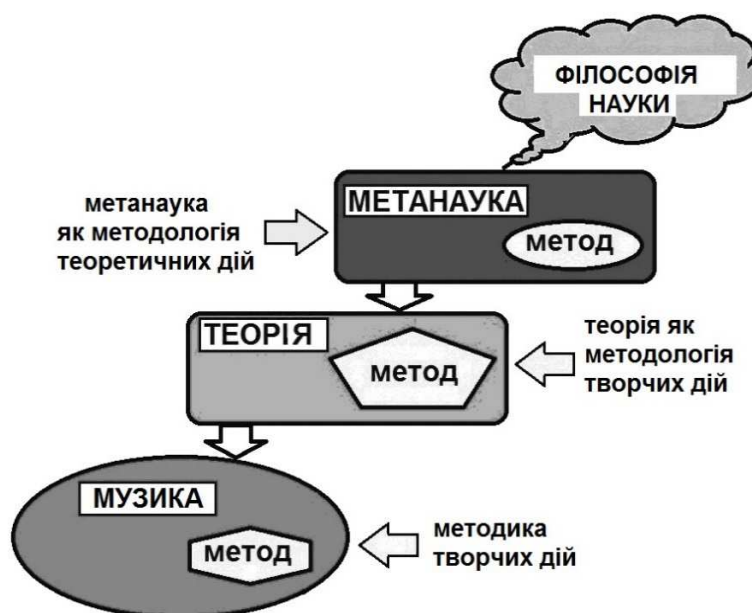 ФІЛОСОФІЯ
НАУКИ
МЕТАНАУКА
метод
метанаука
як методологія
теоретичних дій
ТЕОРІЯ
метод
теорія як
методологія
творчих дій
МУЗИКА
метод
методика
творчих дій